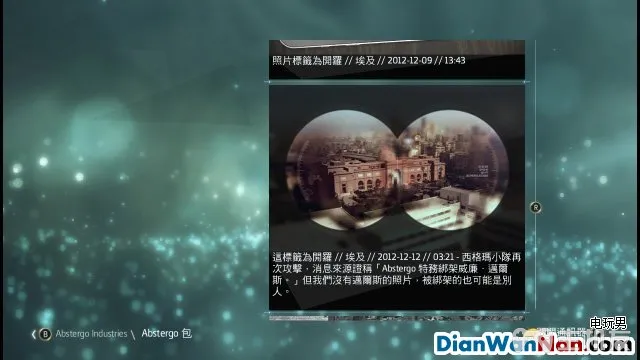 照片標籤為開羅 // 埃及 // 2012-12-09 // 13:43
這標籤為開羅 // 埃及 // 2012-12-12 // 03:21 - 西格瑪小隊再
次攻擊。消息來源證稱「Abstergo 特務綁架威廉．邁爾
斯。」但我們沒有邁爾斯的照片，被綁架的也可能是別
人。
R
B Abstergo Industries \ Abstergo 包
电玩男
DianWanNan.com